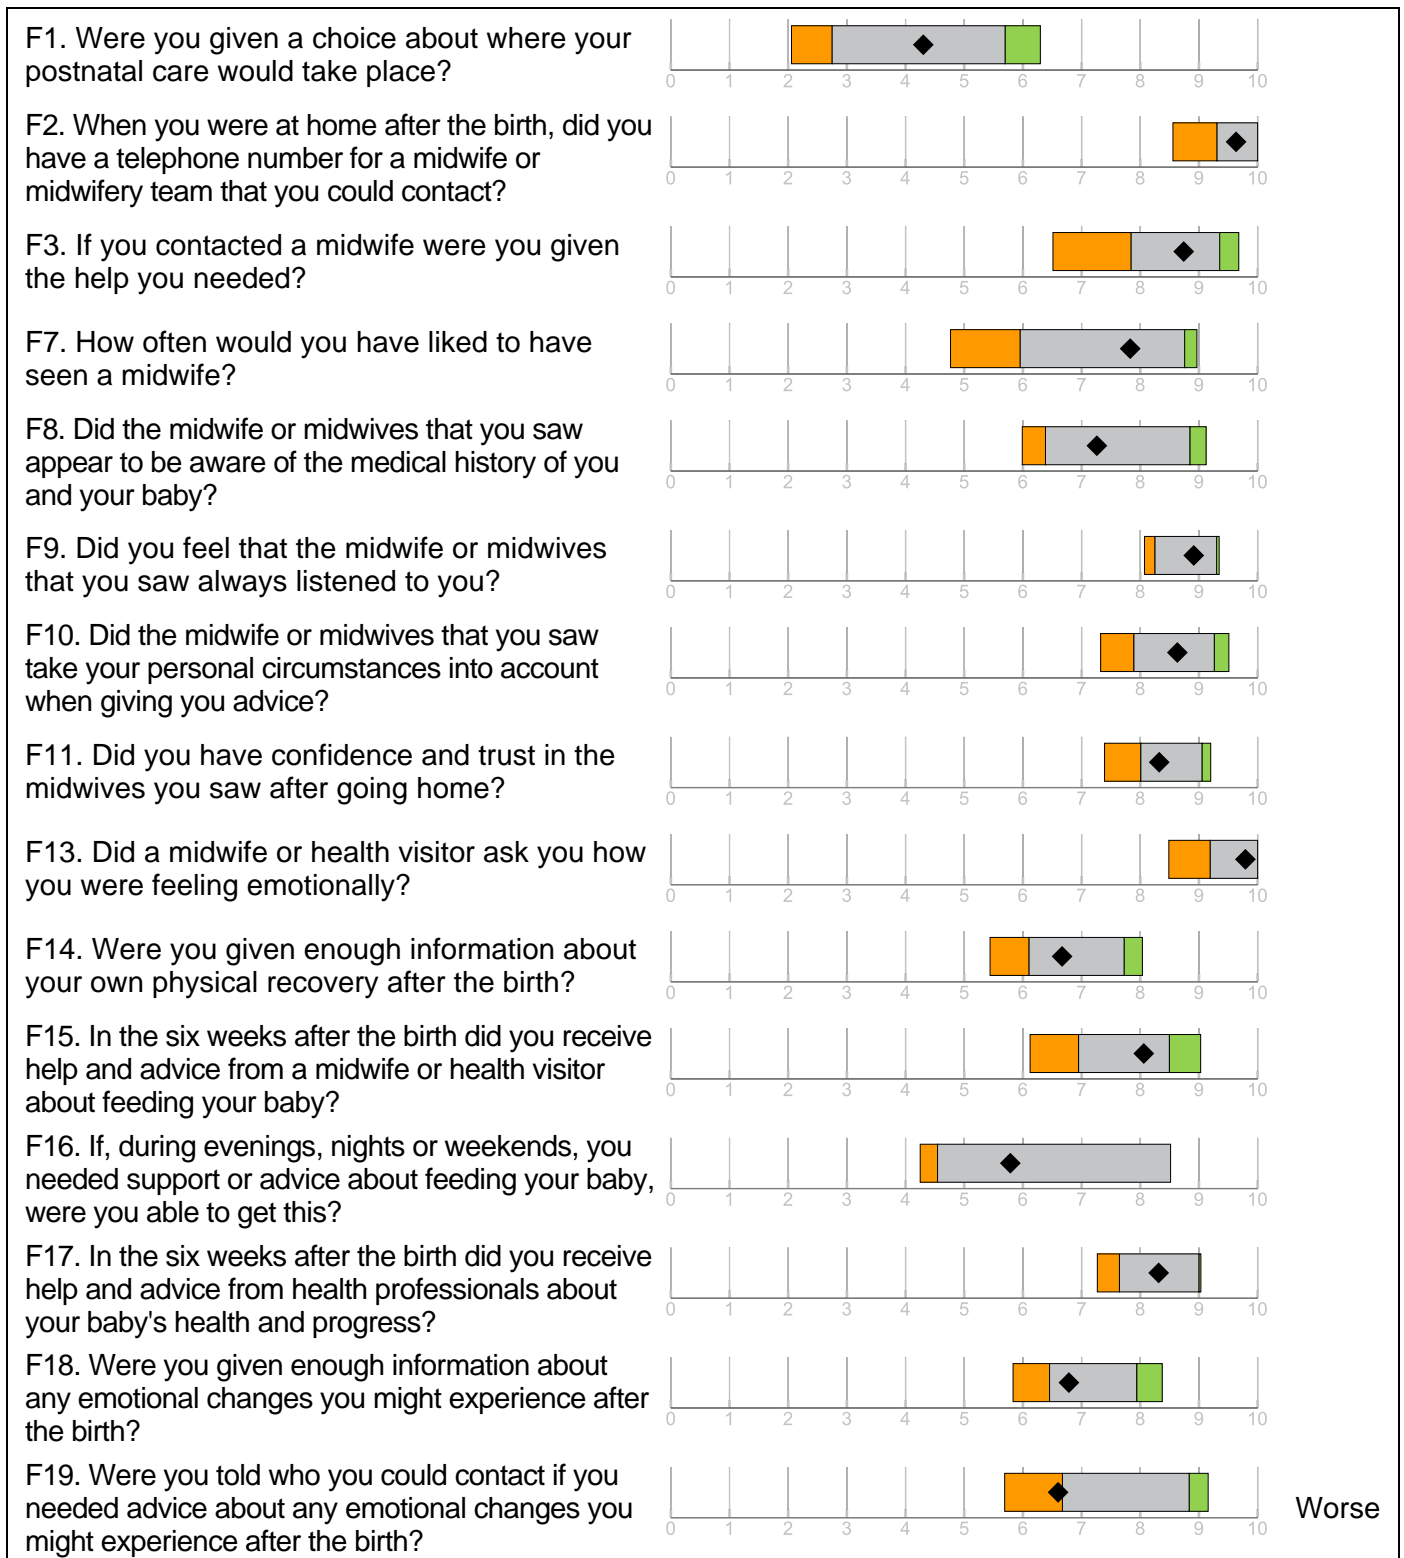 F1. Were you given a choice about where your
postnatal care would take place?
0 1 2 3 4 5 6 7 8 9 10
F2. When you were at home after the birth, did you
have a telephone number for a midwife or
midwifery team that you could contact?
0 1 2 3 4 5 6 7 8 9 10
F3. If you contacted a midwife were you given
the help you needed?
0 1 2 3 4 5 6 7 8 9 10
F7. How often would you have liked to have
seen a midwife?
0 1 2 3 4 5 6 7 8 9 10
F8. Did the midwife or midwives that you saw
appear to be aware of the medical history of you
and your baby?
0 1 2 3 4 5 6 7 8 9 10
F9. Did you feel that the midwife or midwives
that you saw always listened to you?
0 1 2 3 4 5 6 7 8 9 10
F10. Did the midwife or midwives that you saw
take your personal circumstances into account
when giving you advice?
0 1 2 3 4 5 6 7 8 9 10
F11. Did you have confidence and trust in the
midwives you saw after going home?
0 1 2 3 4 5 6 7 8 9 10
F13. Did a midwife or health visitor ask you how
you were feeling emotionally?
0 1 2 3 4 5 6 7 8 9 10
F14. Were you given enough information about
your own physical recovery after the birth?
0 1 2 3 4 5 6 7 8 9 10
F15. In the six weeks after the birth did you receive
help and advice from a midwife or health visitor
about feeding your baby?
0 1 2 3 4 5 6 7 8 9 10
F16. If, during evenings, nights or weekends, you
needed support or advice about feeding your baby,
were you able to get this?
0 1 2 3 4 5 6 7 8 9 10
F17. In the six weeks after the birth did you receive
help and advice from health professionals about
your baby's health and progress?
0 1 2 3 4 5 6 7 8 9 10
F18. Were you given enough information about
any emotional changes you might experience after
the birth?
0 1 2 3 4 5 6 7 8 9 10
F19. Were you told who you could contact if you
needed advice about any emotional changes you
might experience after the birth?
0 1 2 3 4 5 6 7 8 9 10
Worse